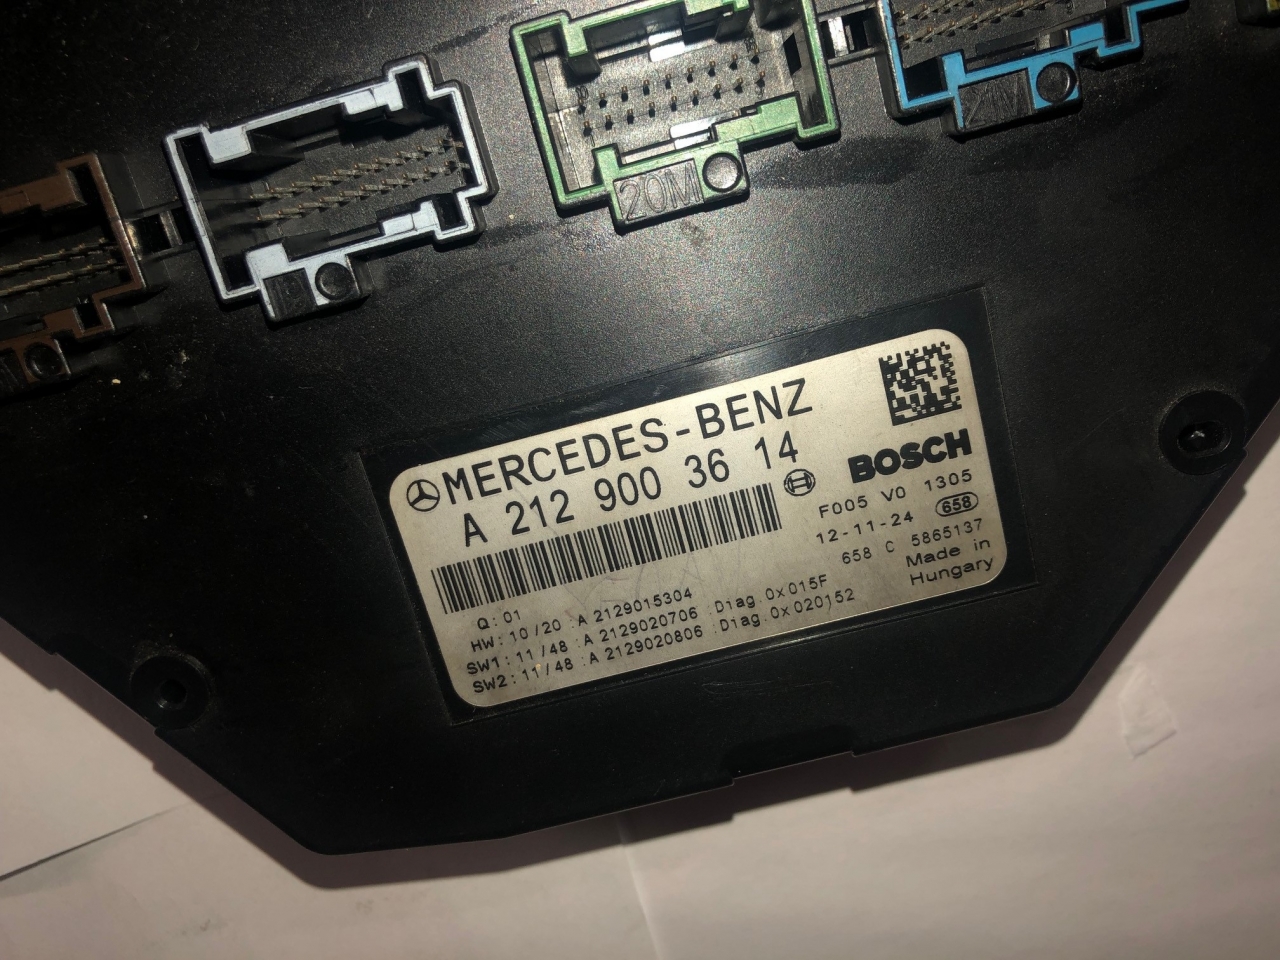 20M
2M
MERCEDES-BENZ
A 212 900 36 14
BOSCH
F005 V0 1305
12-11-24 658
658 C 5865137
Made in
Hungary
Q: 01
HW: 10/20 :A 2129015304
SW1: 11/48 :A 2129020706 Diag.0x015F
SW2: 11/48 :A 2129020806 Diag.0x020152